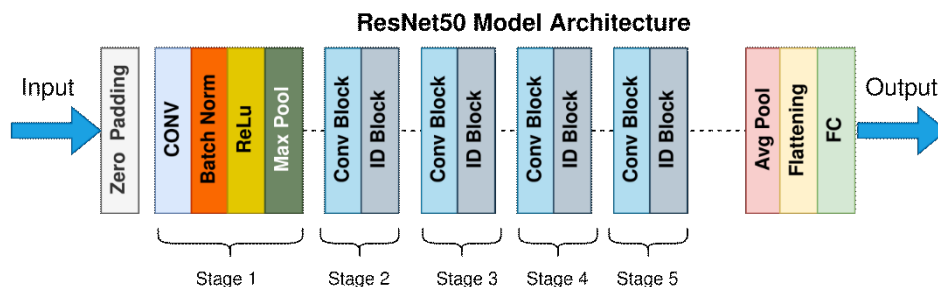 ResNet50 Model Architecture
Input
Zero Padding
CONV
Batch Norm
ReLu
Max Pool
Conv Block
ID Block
Conv Block
ID Block
Conv Block
ID Block
Conv Block
ID Block
Avg Pool
Flattening
FC
Output
Stage 1
Stage 2
Stage 3
Stage 4
Stage 5